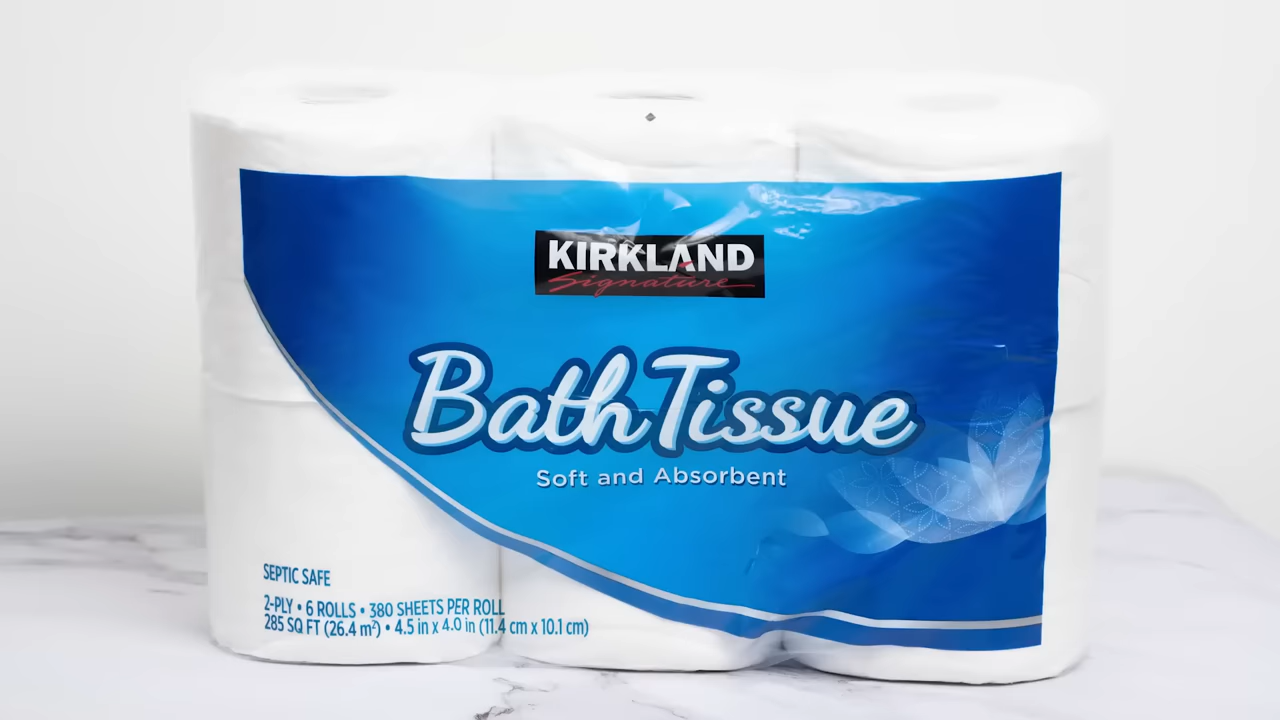 KIRKLAND
Signature
Bath Tissue
Soft and Absorbent
SEPTIC SAFE
2-PLY • 6 ROLLS • 380 SHEETS PER ROLL
285 SQ FT (26.4 m²) • 4.5 in x 4.0 in (11.4 cm x 10.1 cm)